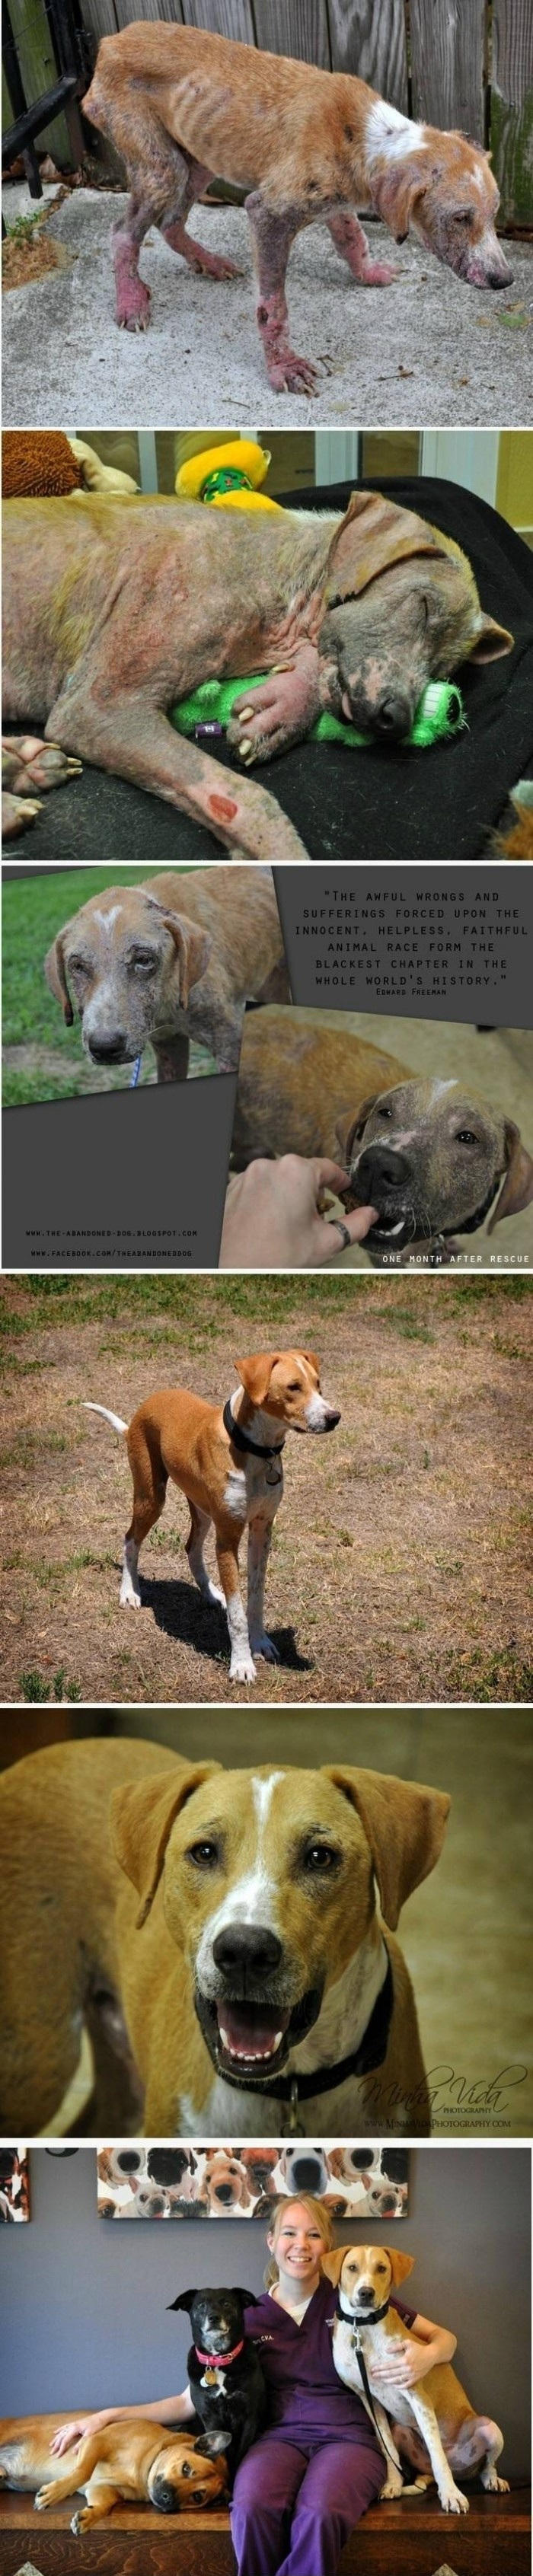 "THE AWFUL WRONGS AND
SUFFERINGS FORCED UPON THE
INNOCENT, HELPLESS, FAITHFUL
ANIMAL RACE FORM THE
BLACKEST CHAPTER IN THE
WHOLE WORLD'S HISTORY."
EDWARD FREEMAN
WWW.THE-ABANDONED-DOG.BLOGSPOT.COM
WWW.FACEBOOK.COM/THEABANDONEDDOG
ONE MONTH AFTER RESCUE
Minha Vida
PHOTOGRAPHY
WWW.MINHAVIDAPHOTOGRAPHY.COM